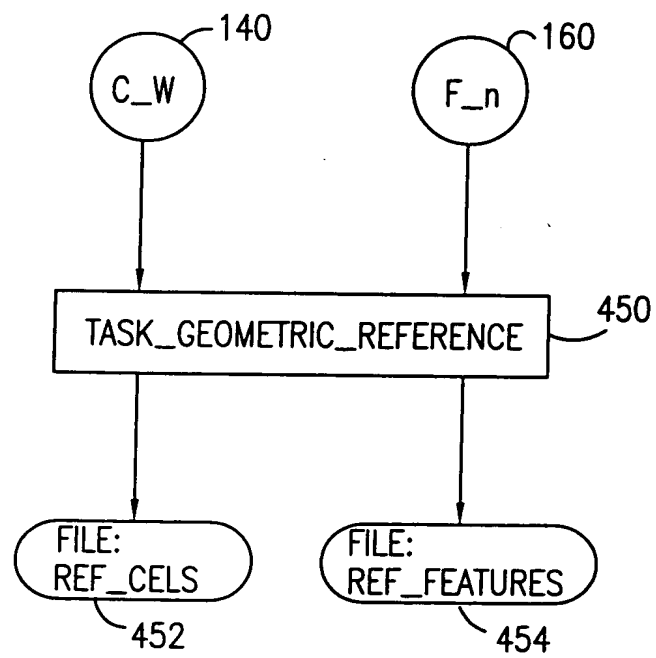 140
160
C_W
F_n
450
TASK_GEOMETRIC_REFERENCE
FILE:
REF_CELS
FILE:
REF_FEATURES
452
454